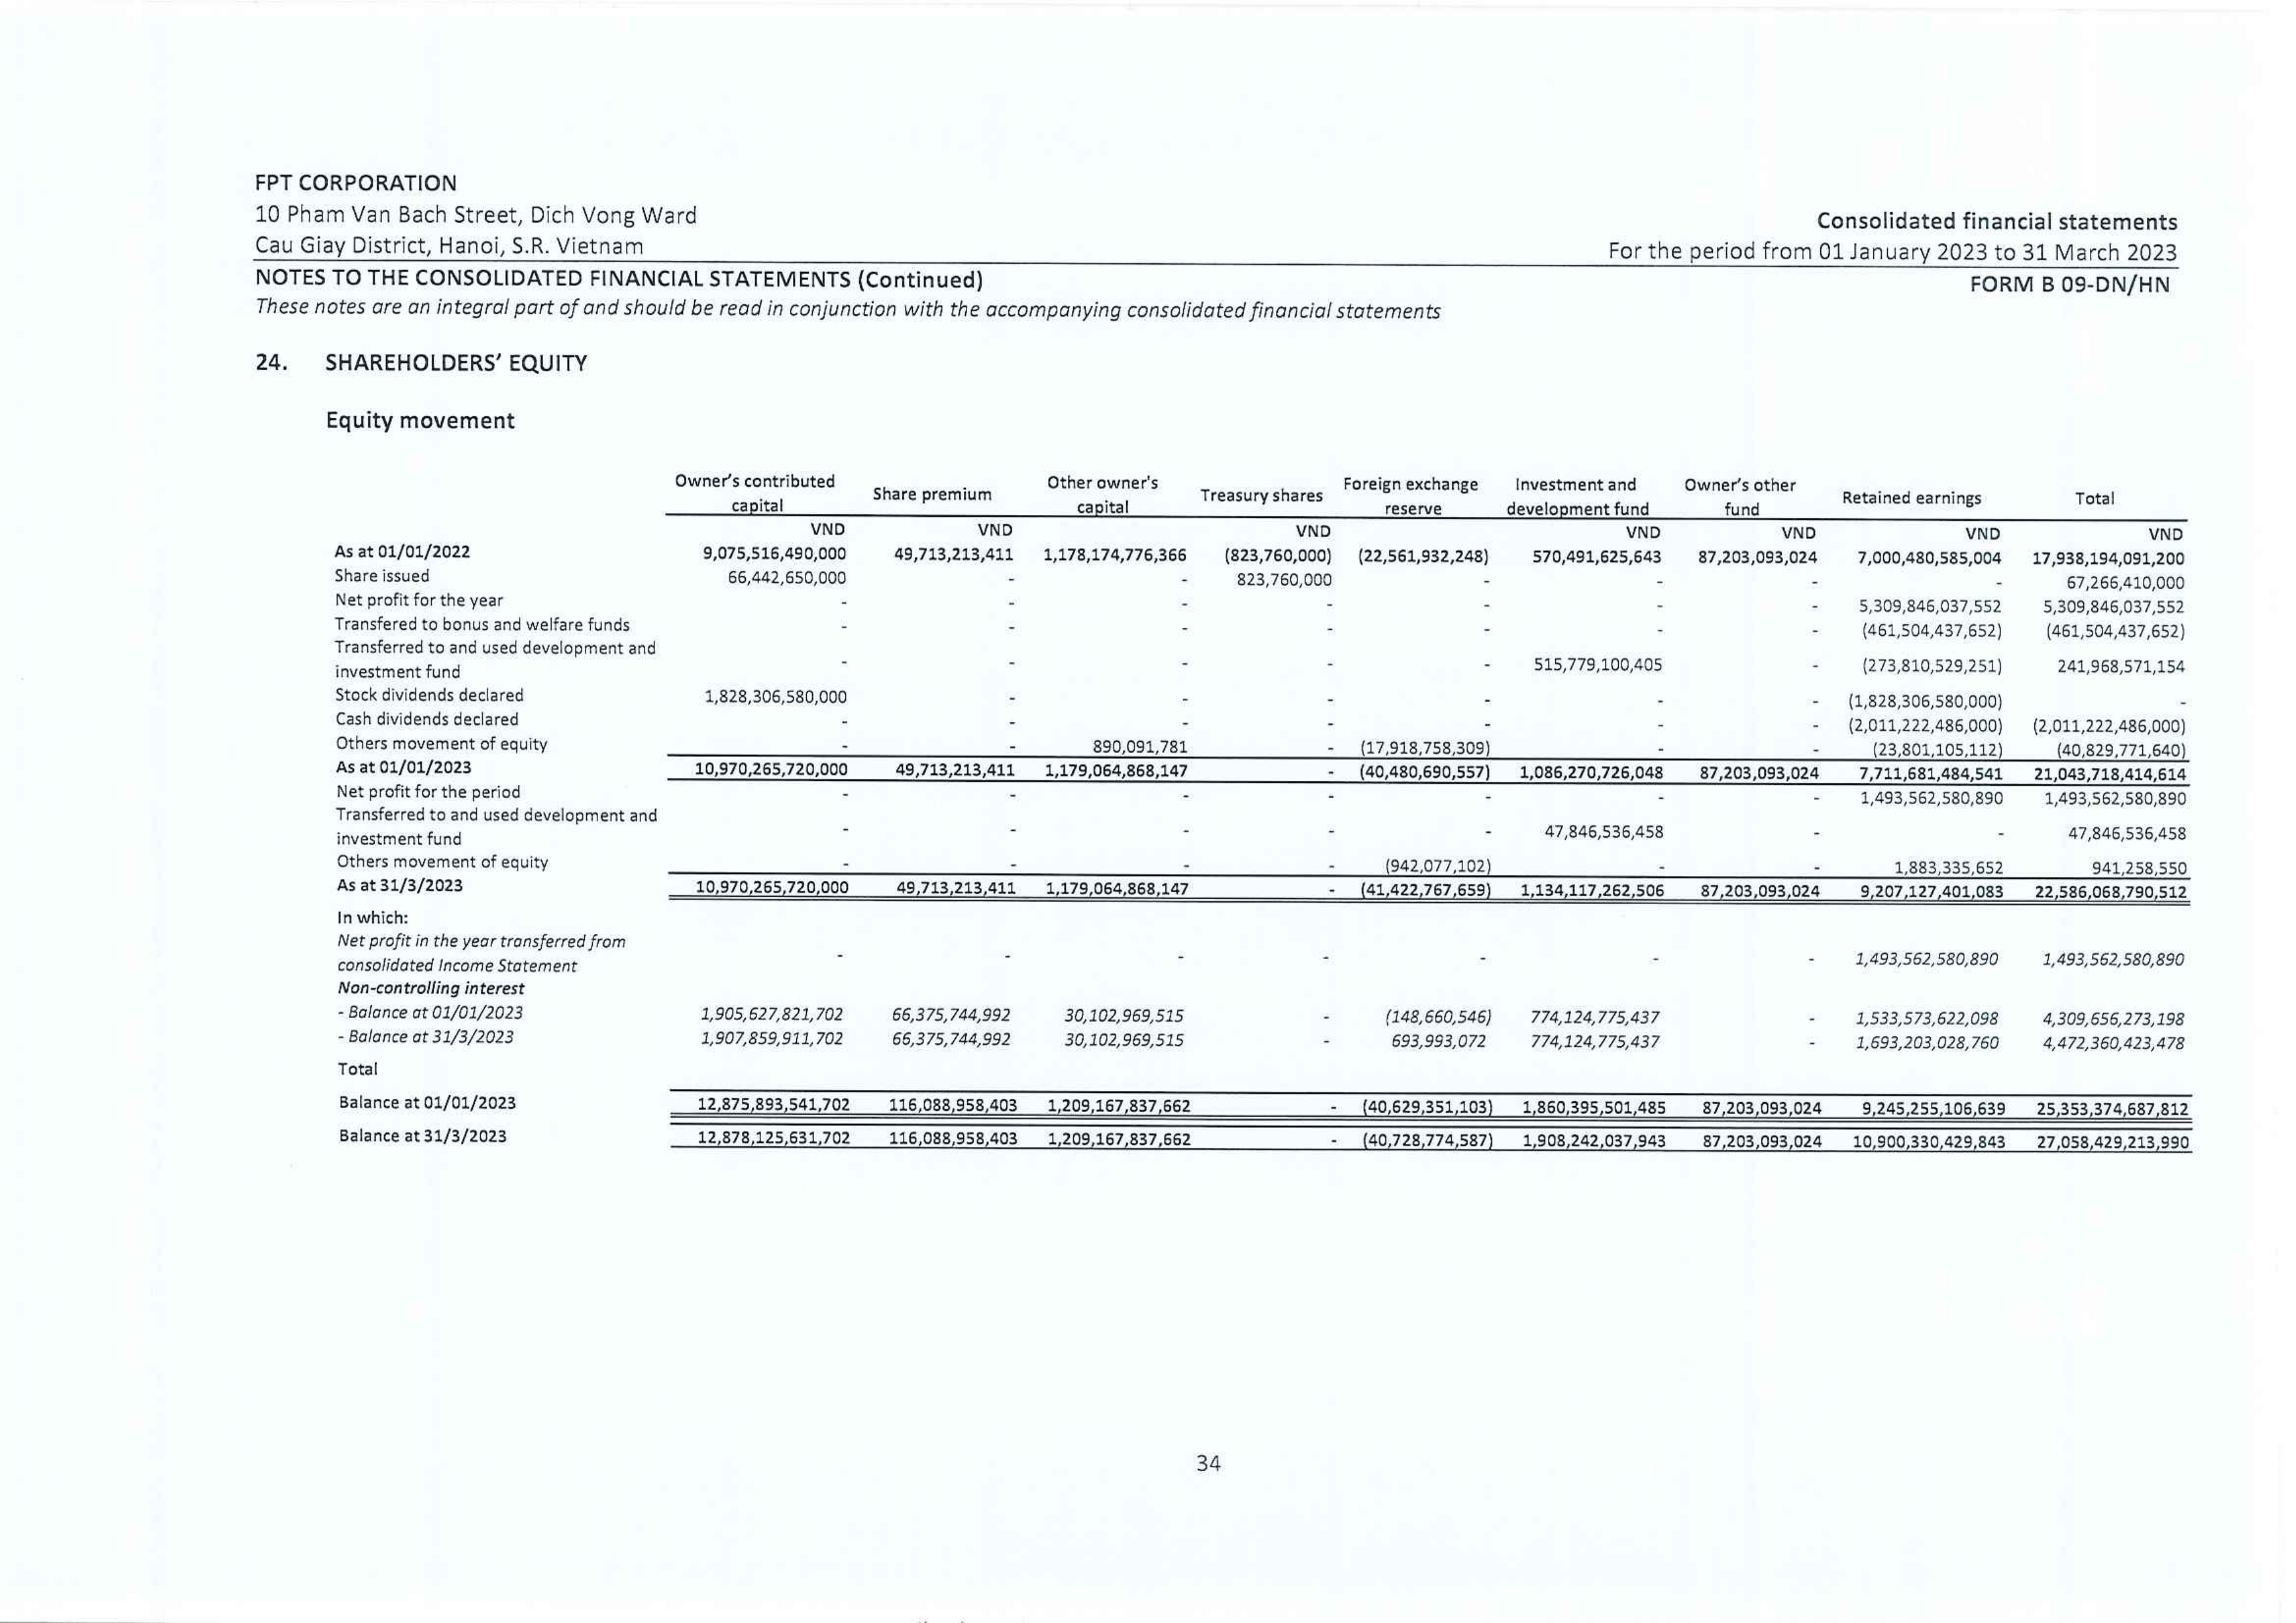 FPT CORPORATION
10 Pham Van Bach Street, Dich Vong Ward
Cau Giay District, Hanoi, S.R. Vietnam
Consolidated financial statements
For the period from 01 January 2023 to 31 March 2023
NOTES TO THE CONSOLIDATED FINANCIAL STATEMENTS (Continued) FORM B 09-DN/HN
These notes are an integral part of and should be read in conjunction with the accompanying consolidated financial statements
24. SHAREHOLDERS' EQUITY
Equity movement
Owner's contributed capital Share premium Other owner's capital Treasury shares Foreign exchange reserve Investment and development fund Owner's other fund Retained earnings Total
VND VND VND VND VND VND VND
As at 01/01/2022 9,075,516,490,000 49,713,213,411 1,178,174,776,366 (823,760,000) (22,561,932,248) 570,491,625,643 87,203,093,024 7,000,480,585,004 17,938,194,091,200
Share issued 66,442,650,000 - - 823,760,000 - - - - 67,266,410,000
Net profit for the year - - - - - - - 5,309,846,037,552 5,309,846,037,552
Transfered to bonus and welfare funds - - - - - - - (461,504,437,652) (461,504,437,652)
Transferred to and used development and
investment fund - - - - - 515,779,100,405 - (273,810,529,251) 241,968,571,154
Stock dividends declared 1,828,306,580,000 - - - - - - (1,828,306,580,000) -
Cash dividends declared - - - - - - - (2,011,222,486,000) (2,011,222,486,000)
Others movement of equity - - 890,091,781 - (17,918,758,309) - - (23,801,105,112) (40,829,771,640)
As at 01/01/2023 10,970,265,720,000 49,713,213,411 1,179,064,868,147 - (40,480,690,557) 1,086,270,726,048 87,203,093,024 7,711,681,484,541 21,043,718,414,614
Net profit for the period - - - - - - - 1,493,562,580,890 1,493,562,580,890
Transferred to and used development and
investment fund - - - - - 47,846,536,458 - - 47,846,536,458
Others movement of equity - - - - (942,077,102) - - 1,883,335,652 941,258,550
As at 31/3/2023 10,970,265,720,000 49,713,213,411 1,179,064,868,147 - (41,422,767,659) 1,134,117,262,506 87,203,093,024 9,207,127,401,083 22,586,068,790,512
In which:
Net profit in the year transferred from
consolidated Income Statement - - - - - - - 1,493,562,580,890 1,493,562,580,890
Non-controlling interest
- Balance at 01/01/2023 1,905,627,821,702 66,375,744,992 30,102,969,515 - (148,660,546) 774,124,775,437 - 1,533,573,622,098 4,309,656,273,198
- Balance at 31/3/2023 1,907,859,911,702 66,375,744,992 30,102,969,515 - 693,993,072 774,124,775,437 - 1,693,203,028,760 4,472,360,423,478
Total
Balance at 01/01/2023 12,875,893,541,702 116,088,958,403 1,209,167,837,662 - (40,629,351,103) 1,860,395,501,485 87,203,093,024 9,245,255,106,639 25,353,374,687,812
Balance at 31/3/2023 12,878,125,631,702 116,088,958,403 1,209,167,837,662 - (40,728,774,587) 1,908,242,037,943 87,203,093,024 10,900,330,429,843 27,058,429,213,990
34